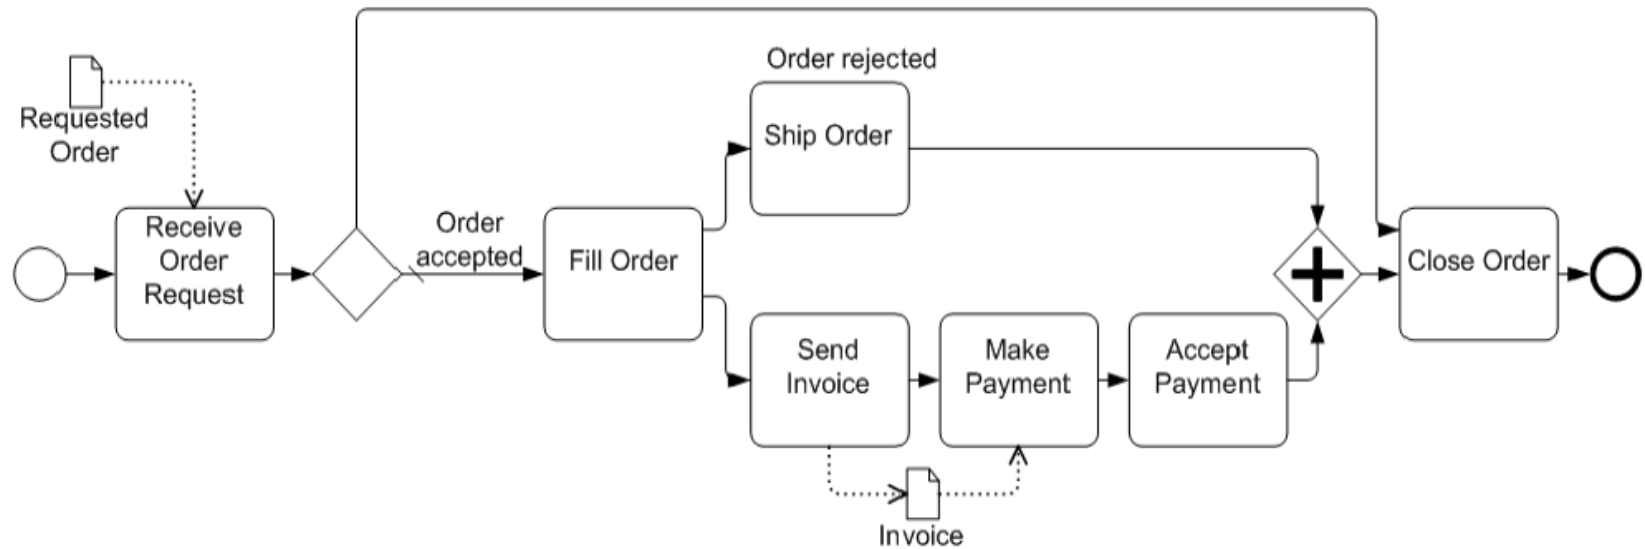 Requested
Order
Receive
Order
Request
Order
accepted
Fill Order
Order rejected
Ship Order
Send
Invoice
Make
Payment
Accept
Payment
Invoice
Close Order